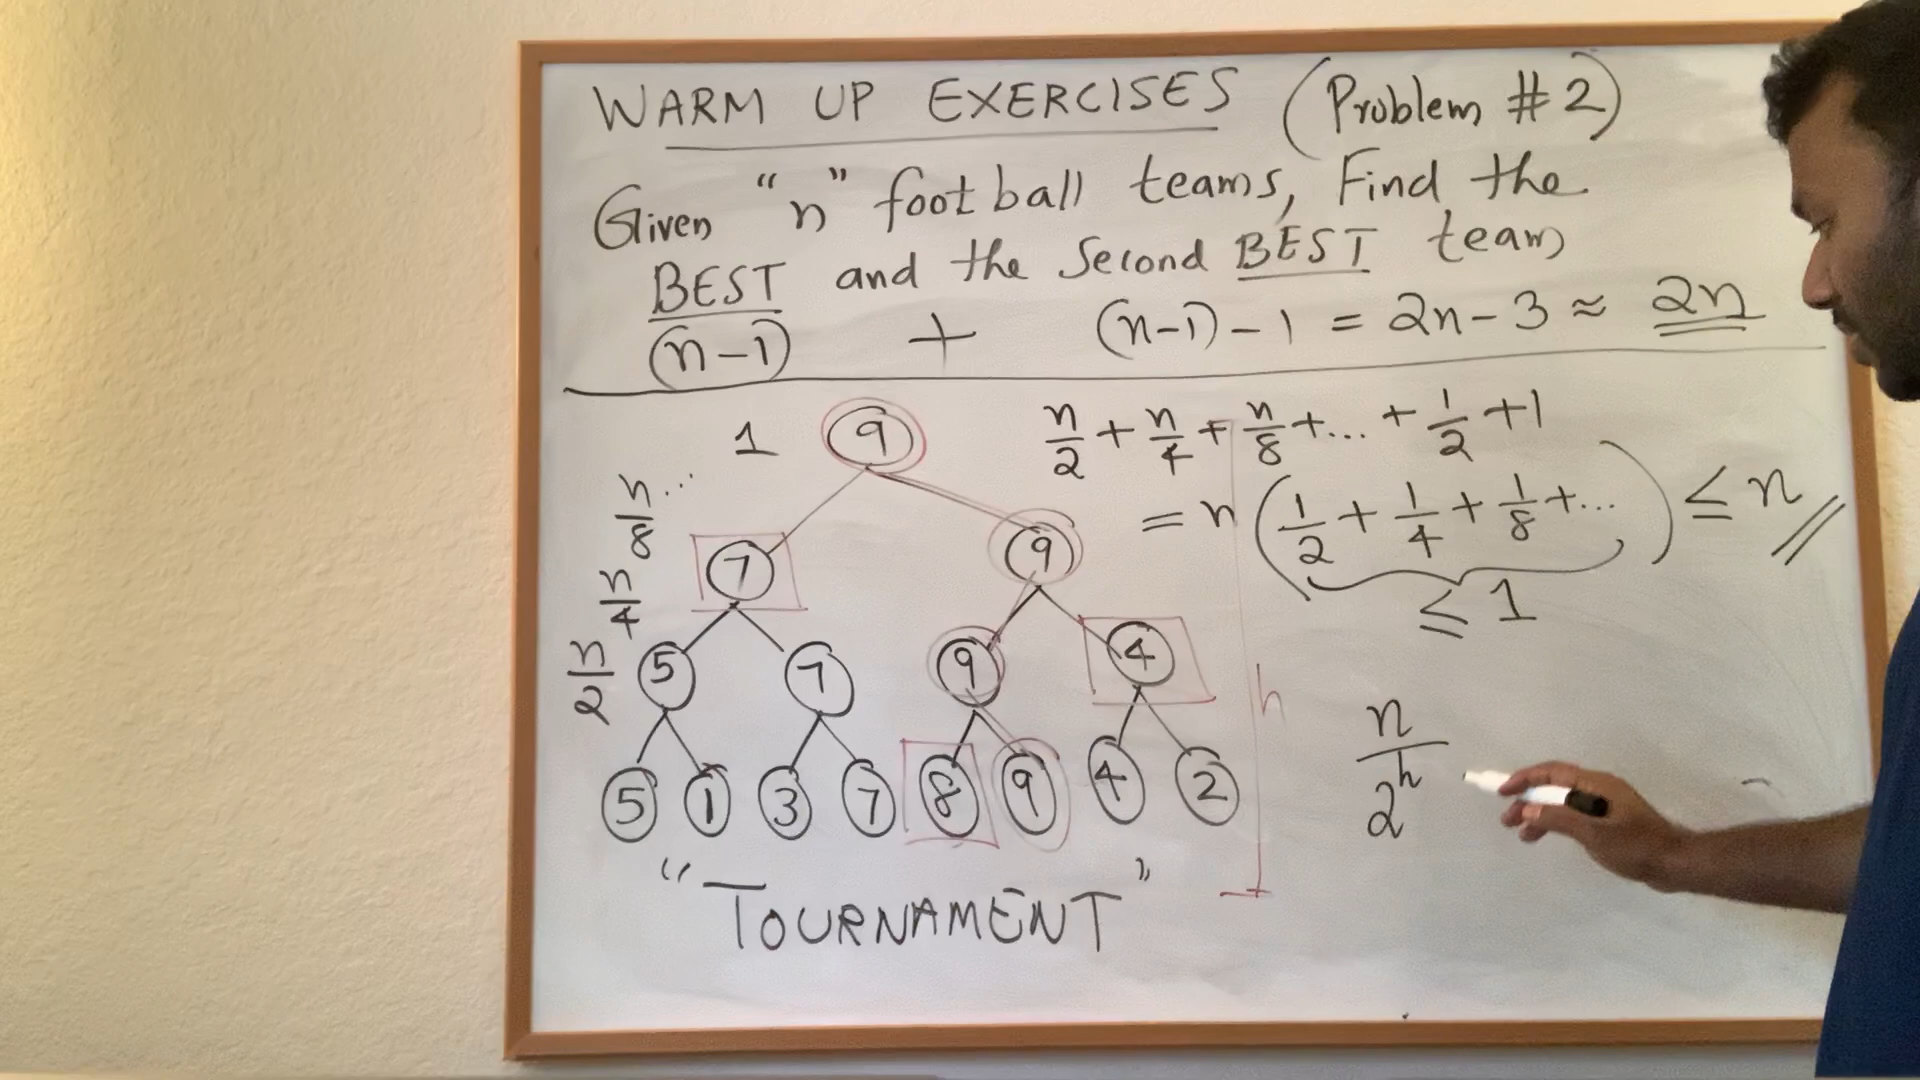 WARM UP EXERCISES (Problem #2)
Given "n" football teams, Find the
BEST and the Second BEST team
(n-1) + (n-1) - 1 = 2n - 3 ≈ 2n
1 9
n/2 + n/4 + n/8 + ... + 1/2 + 1
n/8 ...
= n (1/2 + 1/4 + 1/8 + ...) ≤ n
≤ 1
7 9
n/4
n/2 5 7 9 4
h
n/2^h
5 1 3 7 8 9 4 2
"TOURNAMENT"